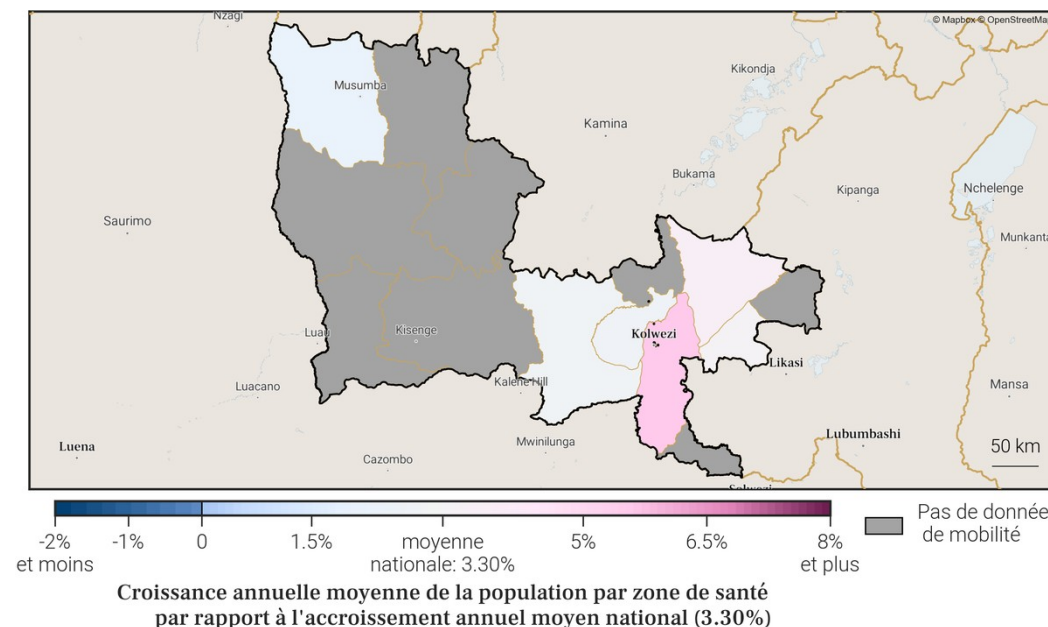 Nzagi
© Mapbox © OpenStreetMa
Musumba
Kikondja
Kamina
Bukama
Kipanga
Nchelenge
Saurimo
Munkanta
Luau
Kisenge
Kolwezi
Likasi
Luacano
Kalene Hill
Mansa
Luena
Mwinilunga
Lubumbashi
Cazombo
50 km
Solwezi
-2%
et moins
-1%
0
1.5%
moyenne
nationale: 3.30%
5%
6.5%
8%
et plus
Pas de donnée
de mobilité
Croissance annuelle moyenne de la population par zone de santé
par rapport à l'accroissement annuel moyen national (3.30%)